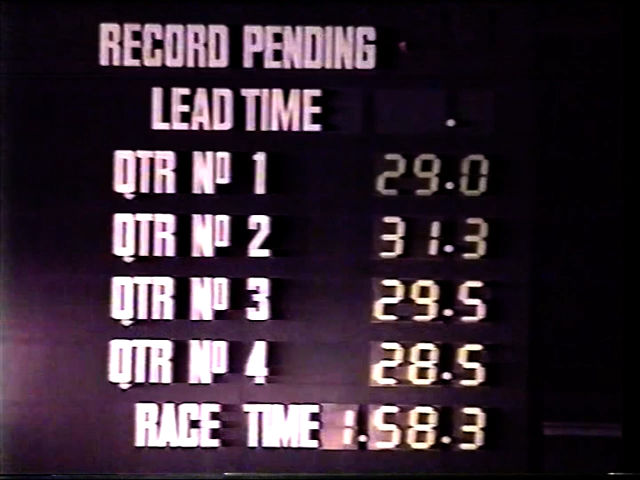 RECORD PENDING
LEAD TIME .
QTR Nº 1 29.0
QTR Nº 2 31.3
QTR Nº 3 29.5
QTR Nº 4 28.5
RACE TIME 1.58.3